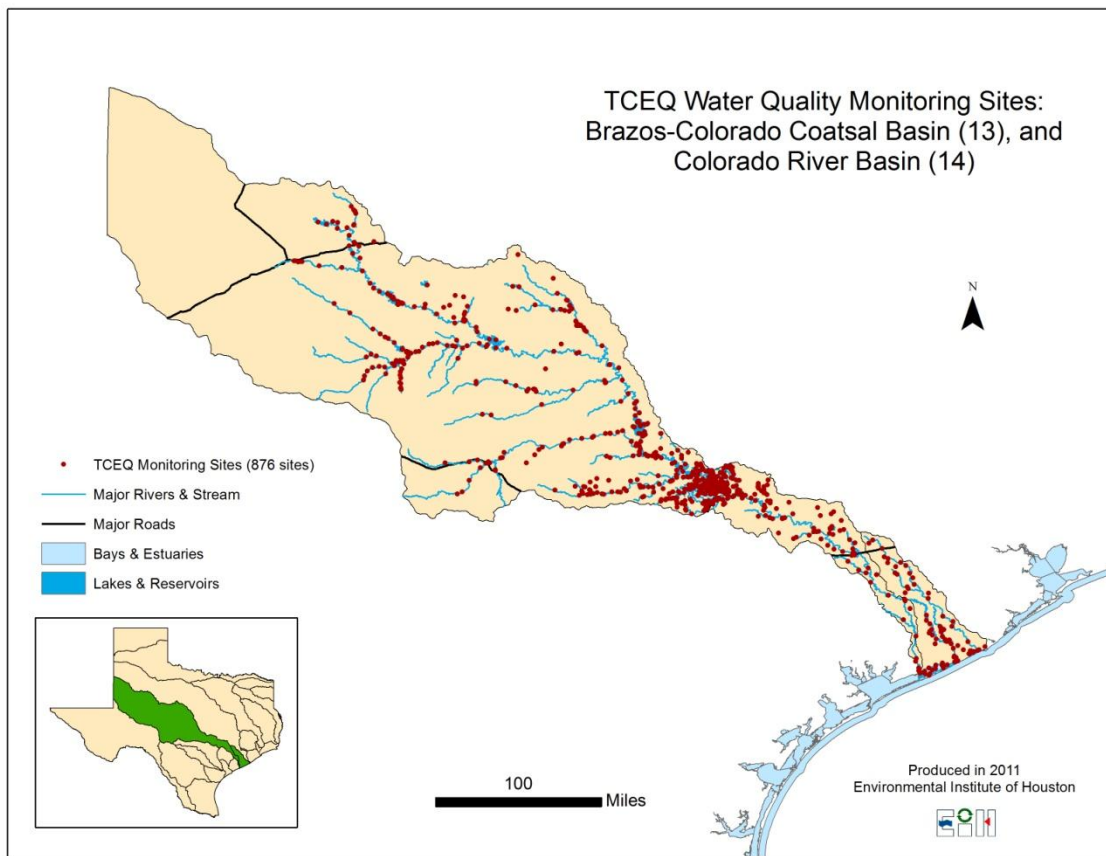 TCEQ Water Quality Monitoring Sites:
Brazos-Colorado Coatsal Basin (13), and
Colorado River Basin (14)
N
TCEQ Monitoring Sites (876 sites)
Major Rivers & Stream
Major Roads
Bays & Estuaries
Lakes & Reservoirs
100
Miles
Produced in 2011
Environmental Institute of Houston
EIH